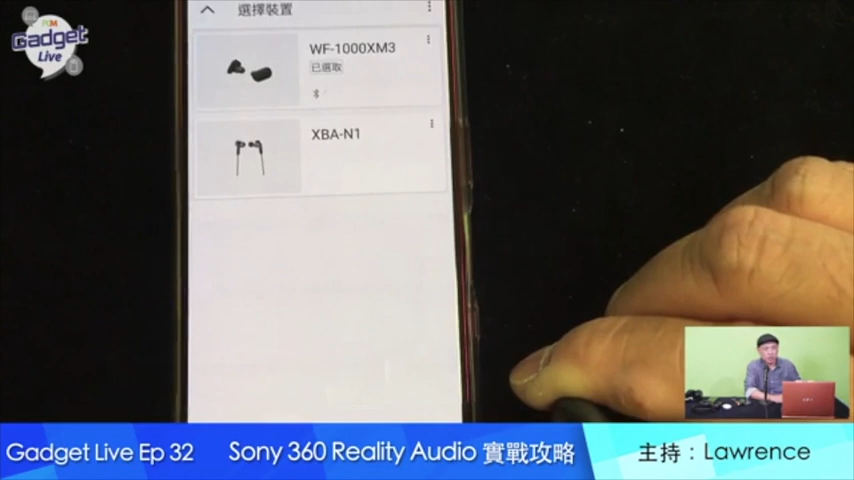 PCM
Gadget
Live
選擇裝置
WF-1000XM3
已選取
XBA-N1
Gadget Live Ep 32 Sony 360 Reality Audio 實戰攻略 主持：Lawrence